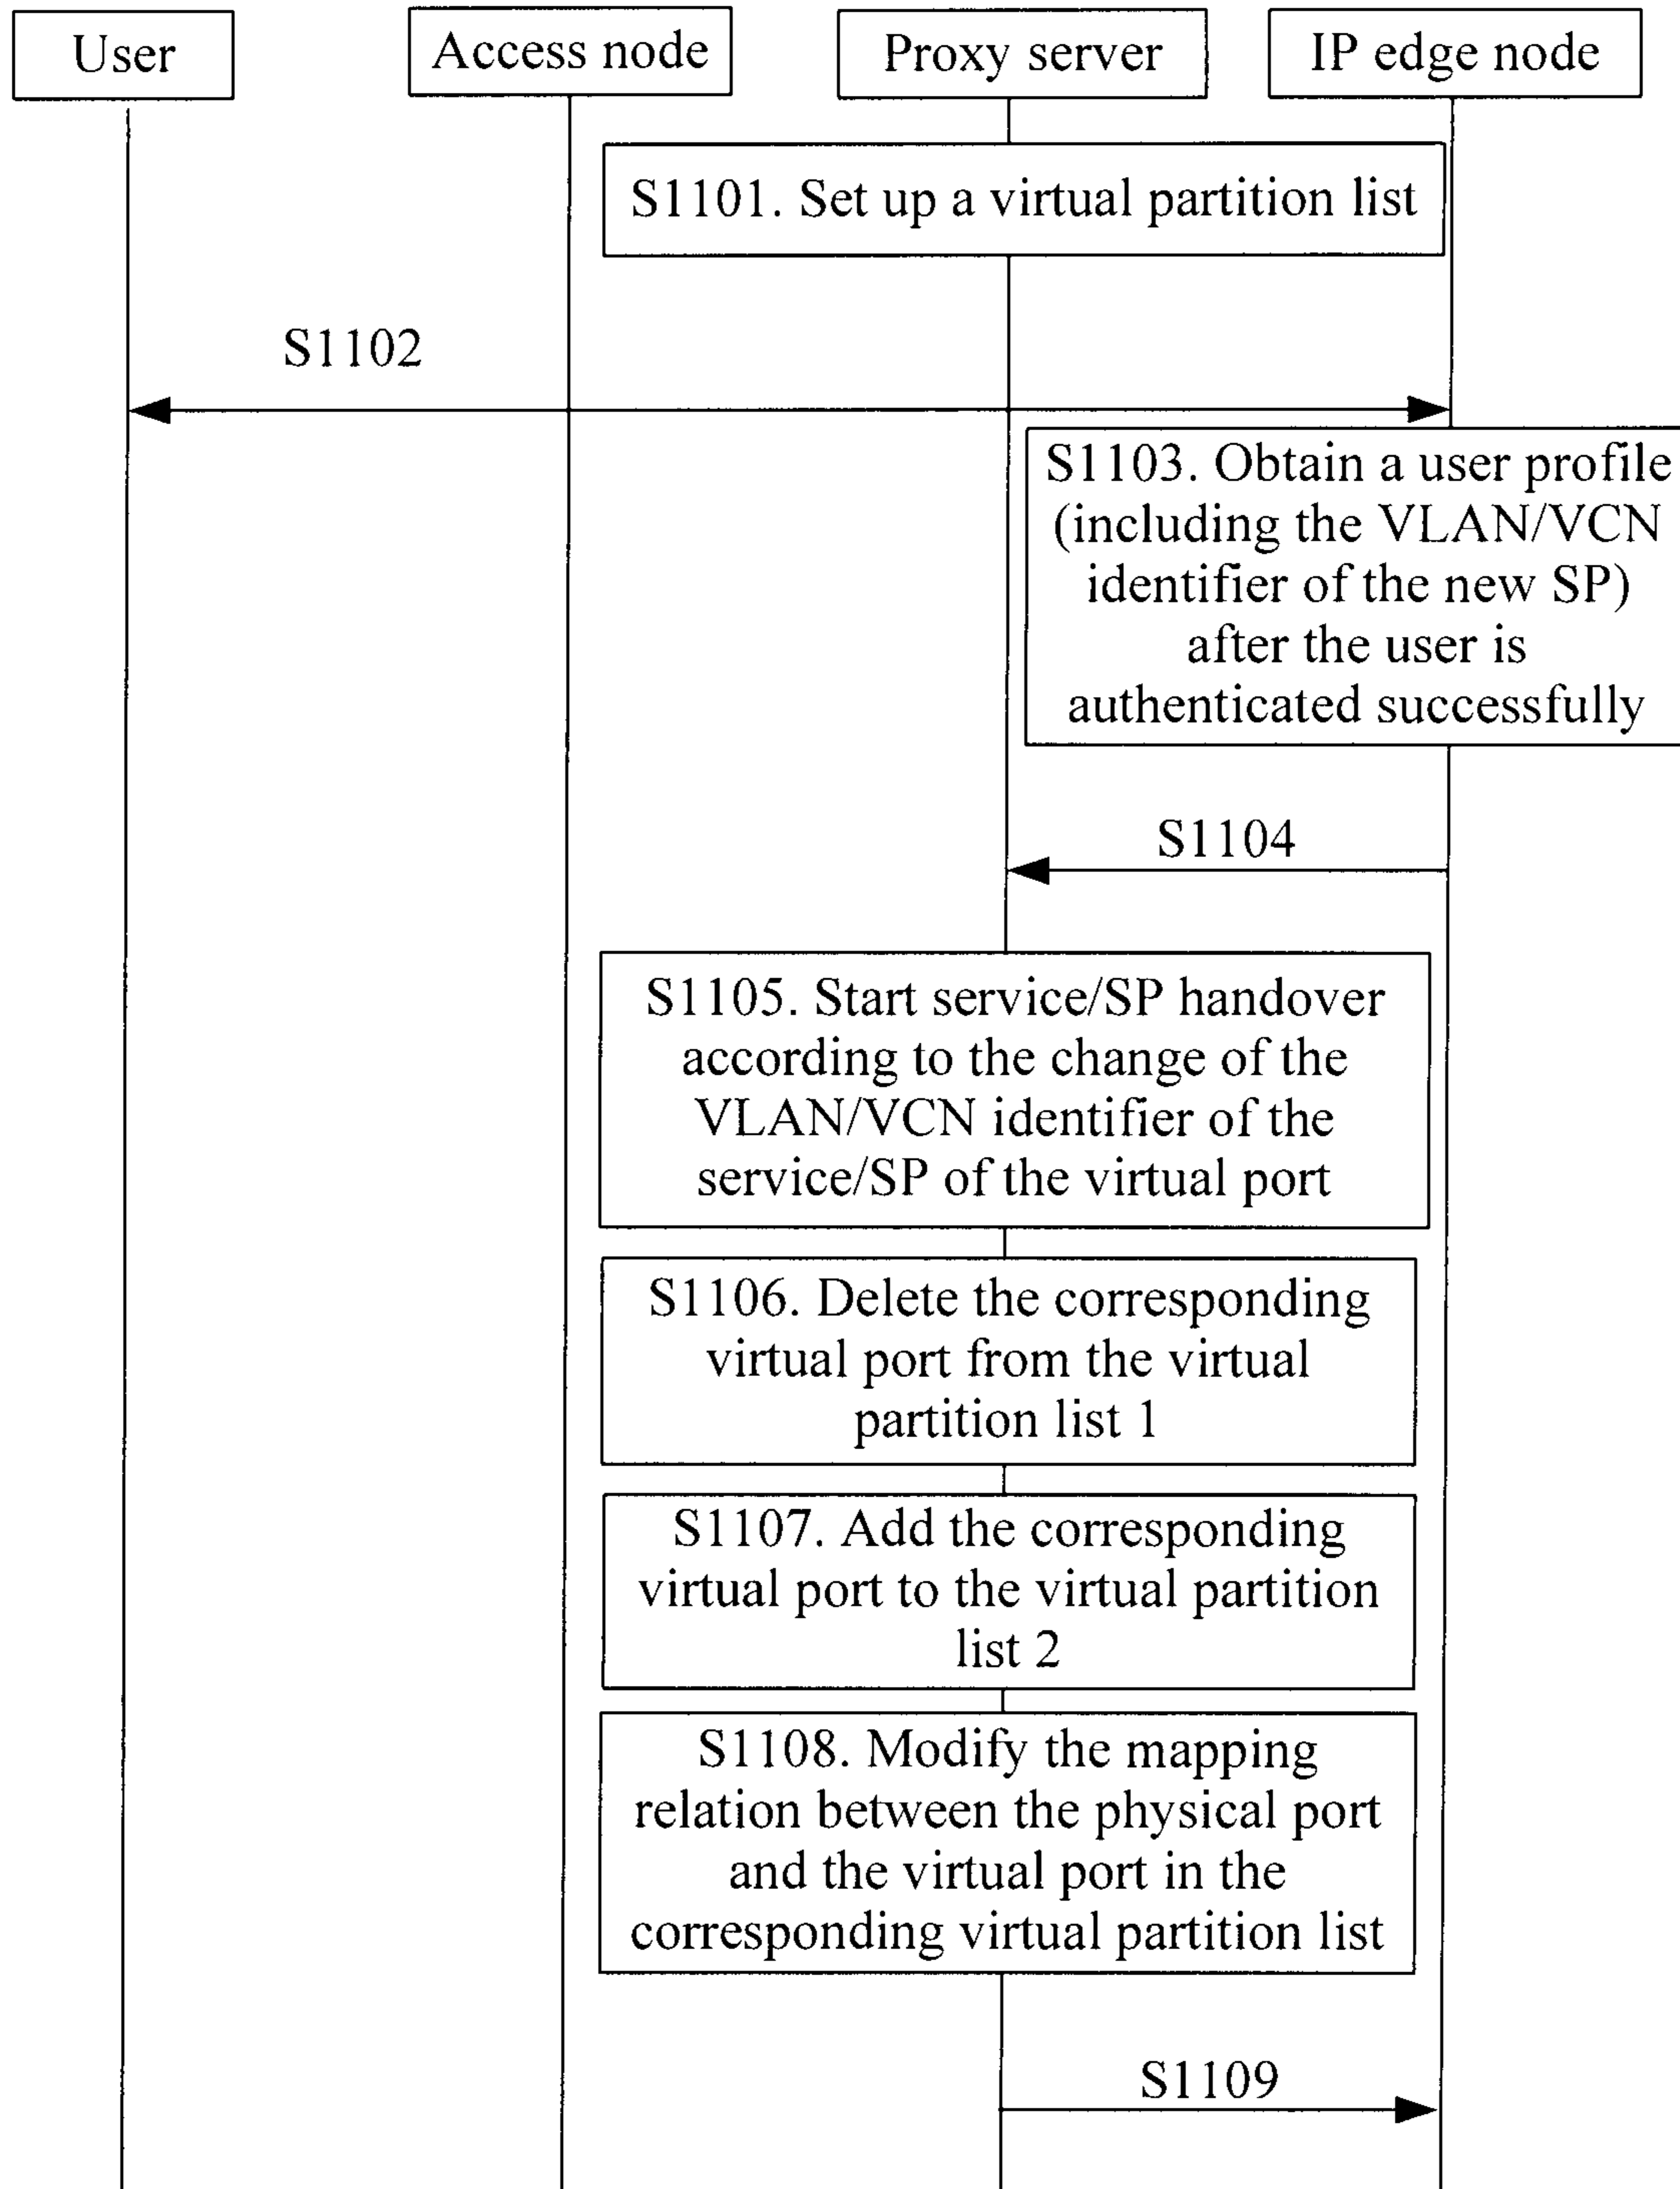 User
Access node
Proxy server
IP edge node
S1101. Set up a virtual partition list
S1102
S1103. Obtain a user profile
(including the VLAN/VCN
identifier of the new SP)
after the user is
authenticated successfully
S1104
S1105. Start service/SP handover
according to the change of the
VLAN/VCN identifier of the
service/SP of the virtual port
S1106. Delete the corresponding
virtual port from the virtual
partition list 1
S1107. Add the corresponding
virtual port to the virtual partition
list 2
S1108. Modify the mapping
relation between the physical port
and the virtual port in the
corresponding virtual partition list
S1109